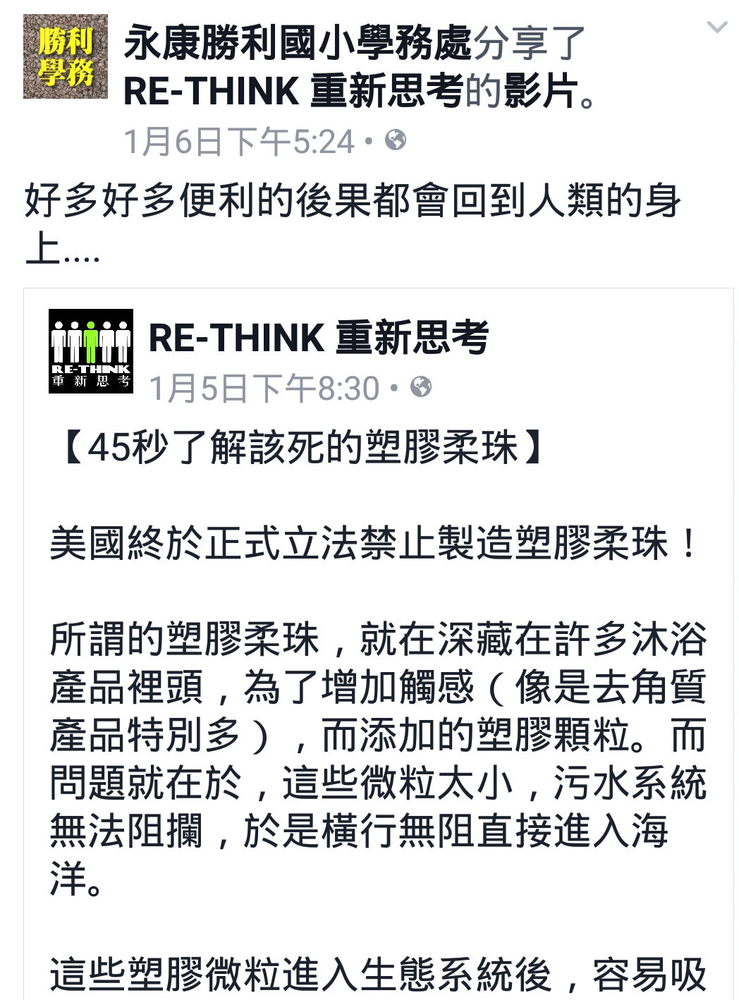 勝利
學務
永康勝利國小學務處分享了
RE-THINK 重新思考的影片。
1月6日下午5:24 •
好多好多便利的後果都會回到人類的身
上....
RE-THINK
重新思考
RE-THINK 重新思考
1月5日下午8:30 •
【45秒了解該死的塑膠柔珠】
美國終於正式立法禁止製造塑膠柔珠！
所謂的塑膠柔珠，就在深藏在許多沐浴
產品裡頭，為了增加觸感（像是去角質
產品特別多），而添加的塑膠顆粒。而
問題就在於，這些微粒太小，污水系統
無法阻攔，於是橫行無阻直接進入海
洋。
這些塑膠微粒進入生態系統後，容易吸